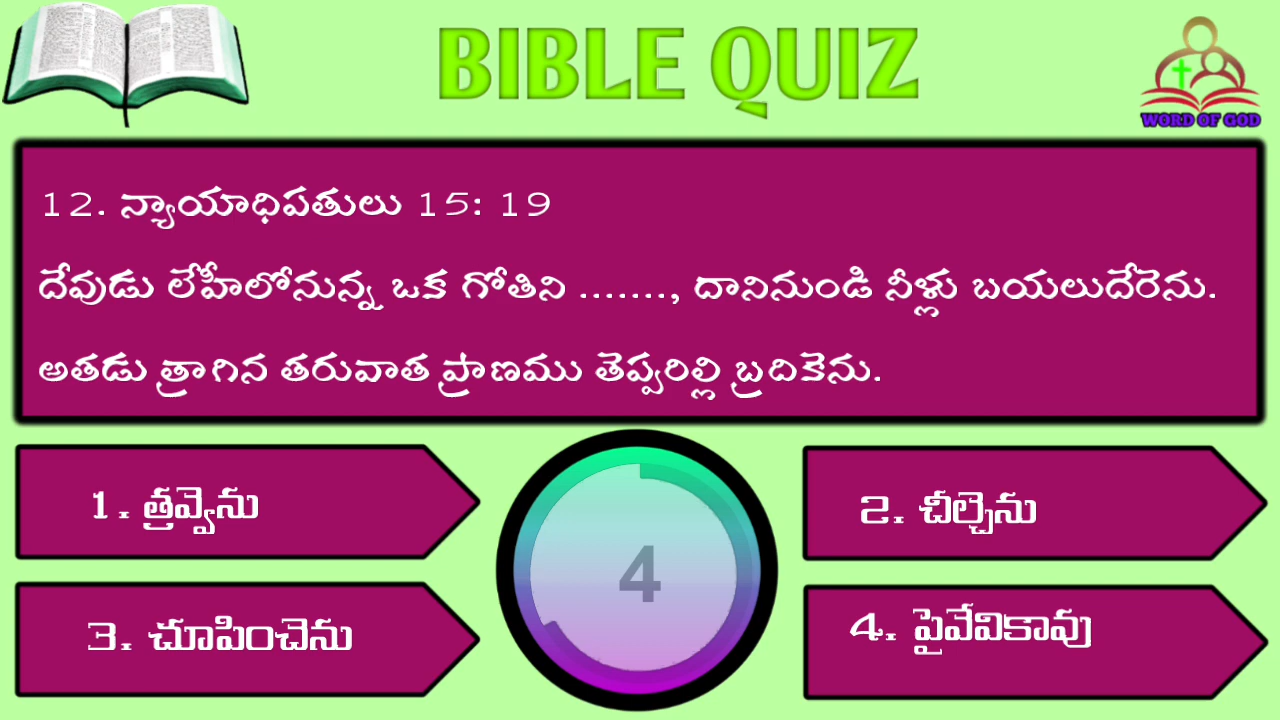 BIBLE QUIZ
WORD OF GOD
12. న్యాయాధిపతులు 15: 19
దేవుడు లేహీలోనున్న ఒక గోతిని ......., దానినుండి నీళ్లు బయలుదేరెను.
అతడు త్రాగిన తరువాత ప్రాణము తెప్పరిల్లి బ్రదికెను.
1. త్రవ్వెను
2. చీల్చెను
4
3. చూపించెను
4. పైవేవికావు